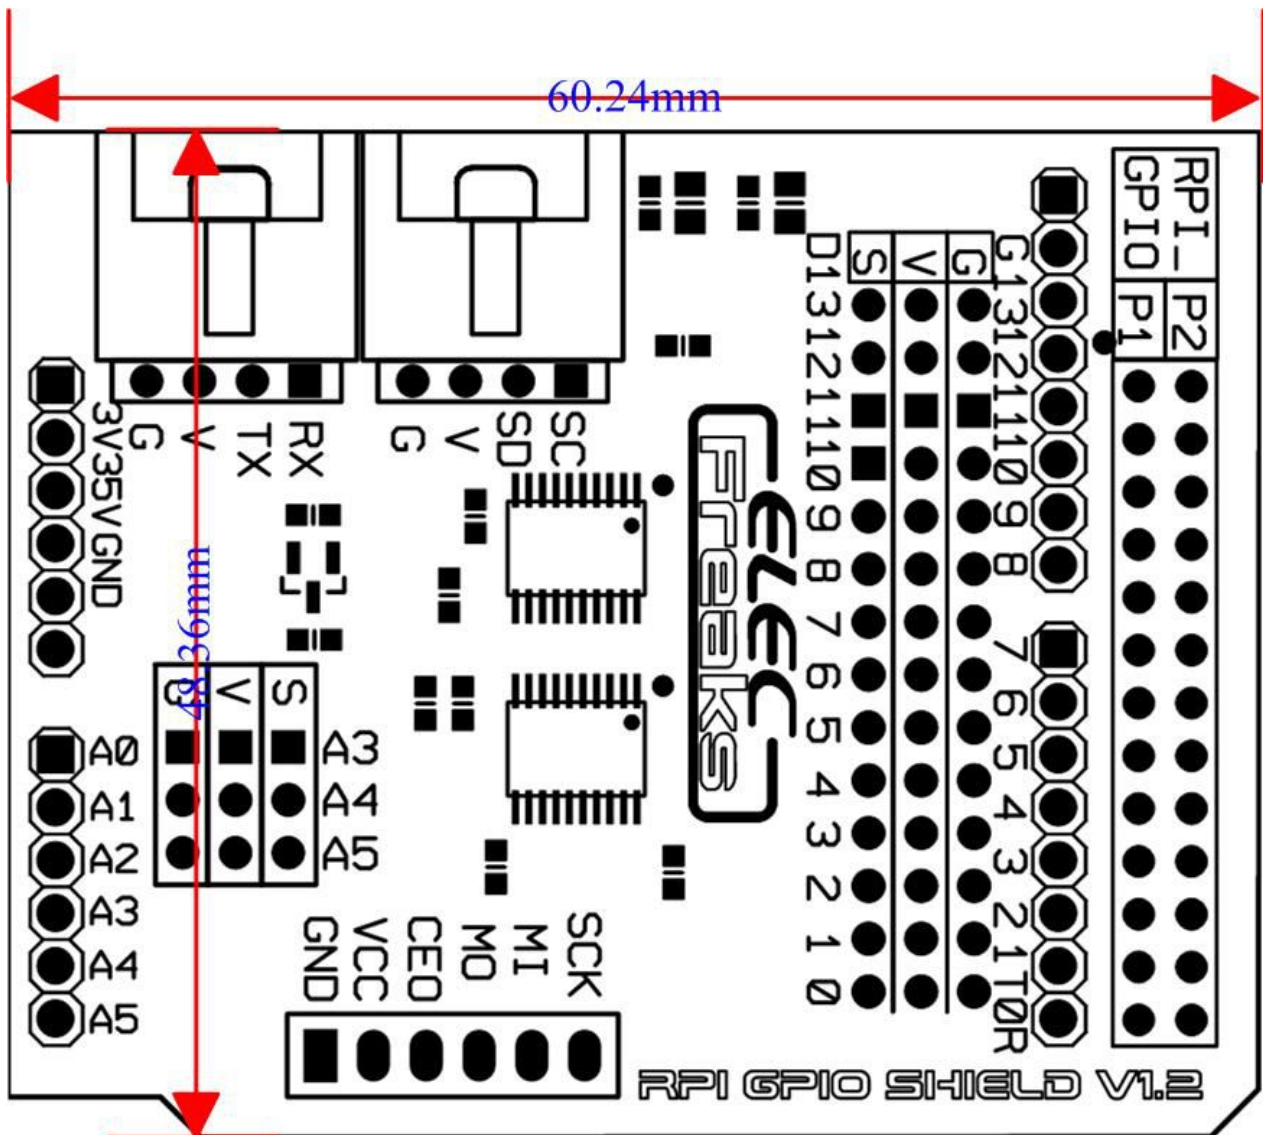 60.24mm
48.36mm
RPI_
GPIO
P1 P2
D13 12 11 10 9 8 7 6 5 4 3 2 1 0
S V G
G 13 12 11 10 9 8
7 6 5 4 3 2 1T 0R
G V TX RX
G V SD SC
3V3 5V GND
ELEC
Freaks
G V S
A3
A4
A5
A0
A1
A2
A3
A4
A5
GND VCC CEO MO MI SCK
RPI GPIO SHIELD V1.2